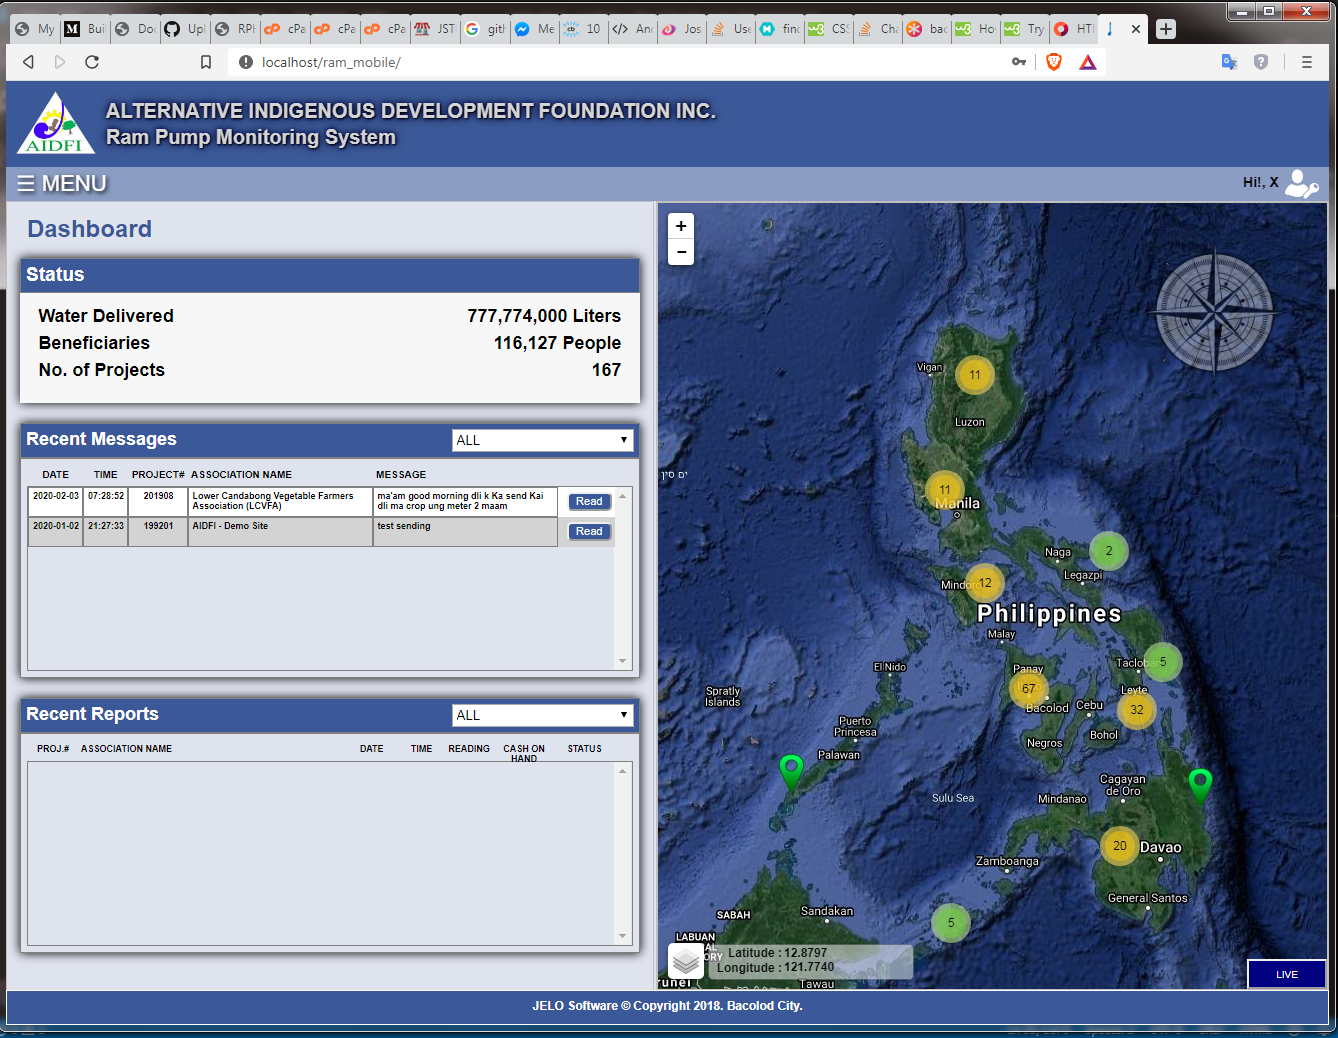 My
Bui
Doc
Upl
RPi
cPa
cPa
cPa
JST
gitl
Me
10
Anc
Jos
Use
finc
CSS
Cha
bac
Ho
Try
HTI
localhost/ram_mobile/
AIDFI
ALTERNATIVE INDIGENOUS DEVELOPMENT FOUNDATION INC.
Ram Pump Monitoring System
☰ MENU
Hi!, X
Dashboard
Status
Water Delivered 777,774,000 Liters
Beneficiaries 116,127 People
No. of Projects 167
Recent Messages ALL
DATE TIME PROJECT# ASSOCIATION NAME MESSAGE
2020-02-03 07:28:52 201908 Lower Candabong Vegetable Farmers Association (LCVFA) ma'am good morning dli k Ka send Kai dli ma crop ung meter 2 maam Read
2020-01-02 21:27:33 199201 AIDFI - Demo Site test sending Read
Recent Reports ALL
PROJ.# ASSOCIATION NAME DATE TIME READING CASH ON HAND STATUS
+
−
Vigan
11
Luzon
ים סין
11
Manila
Naga
2
Legazpi
Mindoro
12
Philippines
Malay
El Nido
Panay
Tacloban
5
Spratly
Islands
67
Leyte
Bacolod
Cebu
32
Puerto
Princesa
Negros
Bohol
Palawan
Cagayan
de Oro
Sulu Sea
Mindanao
20
Davao
Zamboanga
General Santos
SABAH
Sandakan
5
LABUAN
Latitude : 12.8797
Longitude : 121.7740
Tawau
LIVE
JELO Software © Copyright 2018. Bacolod City.